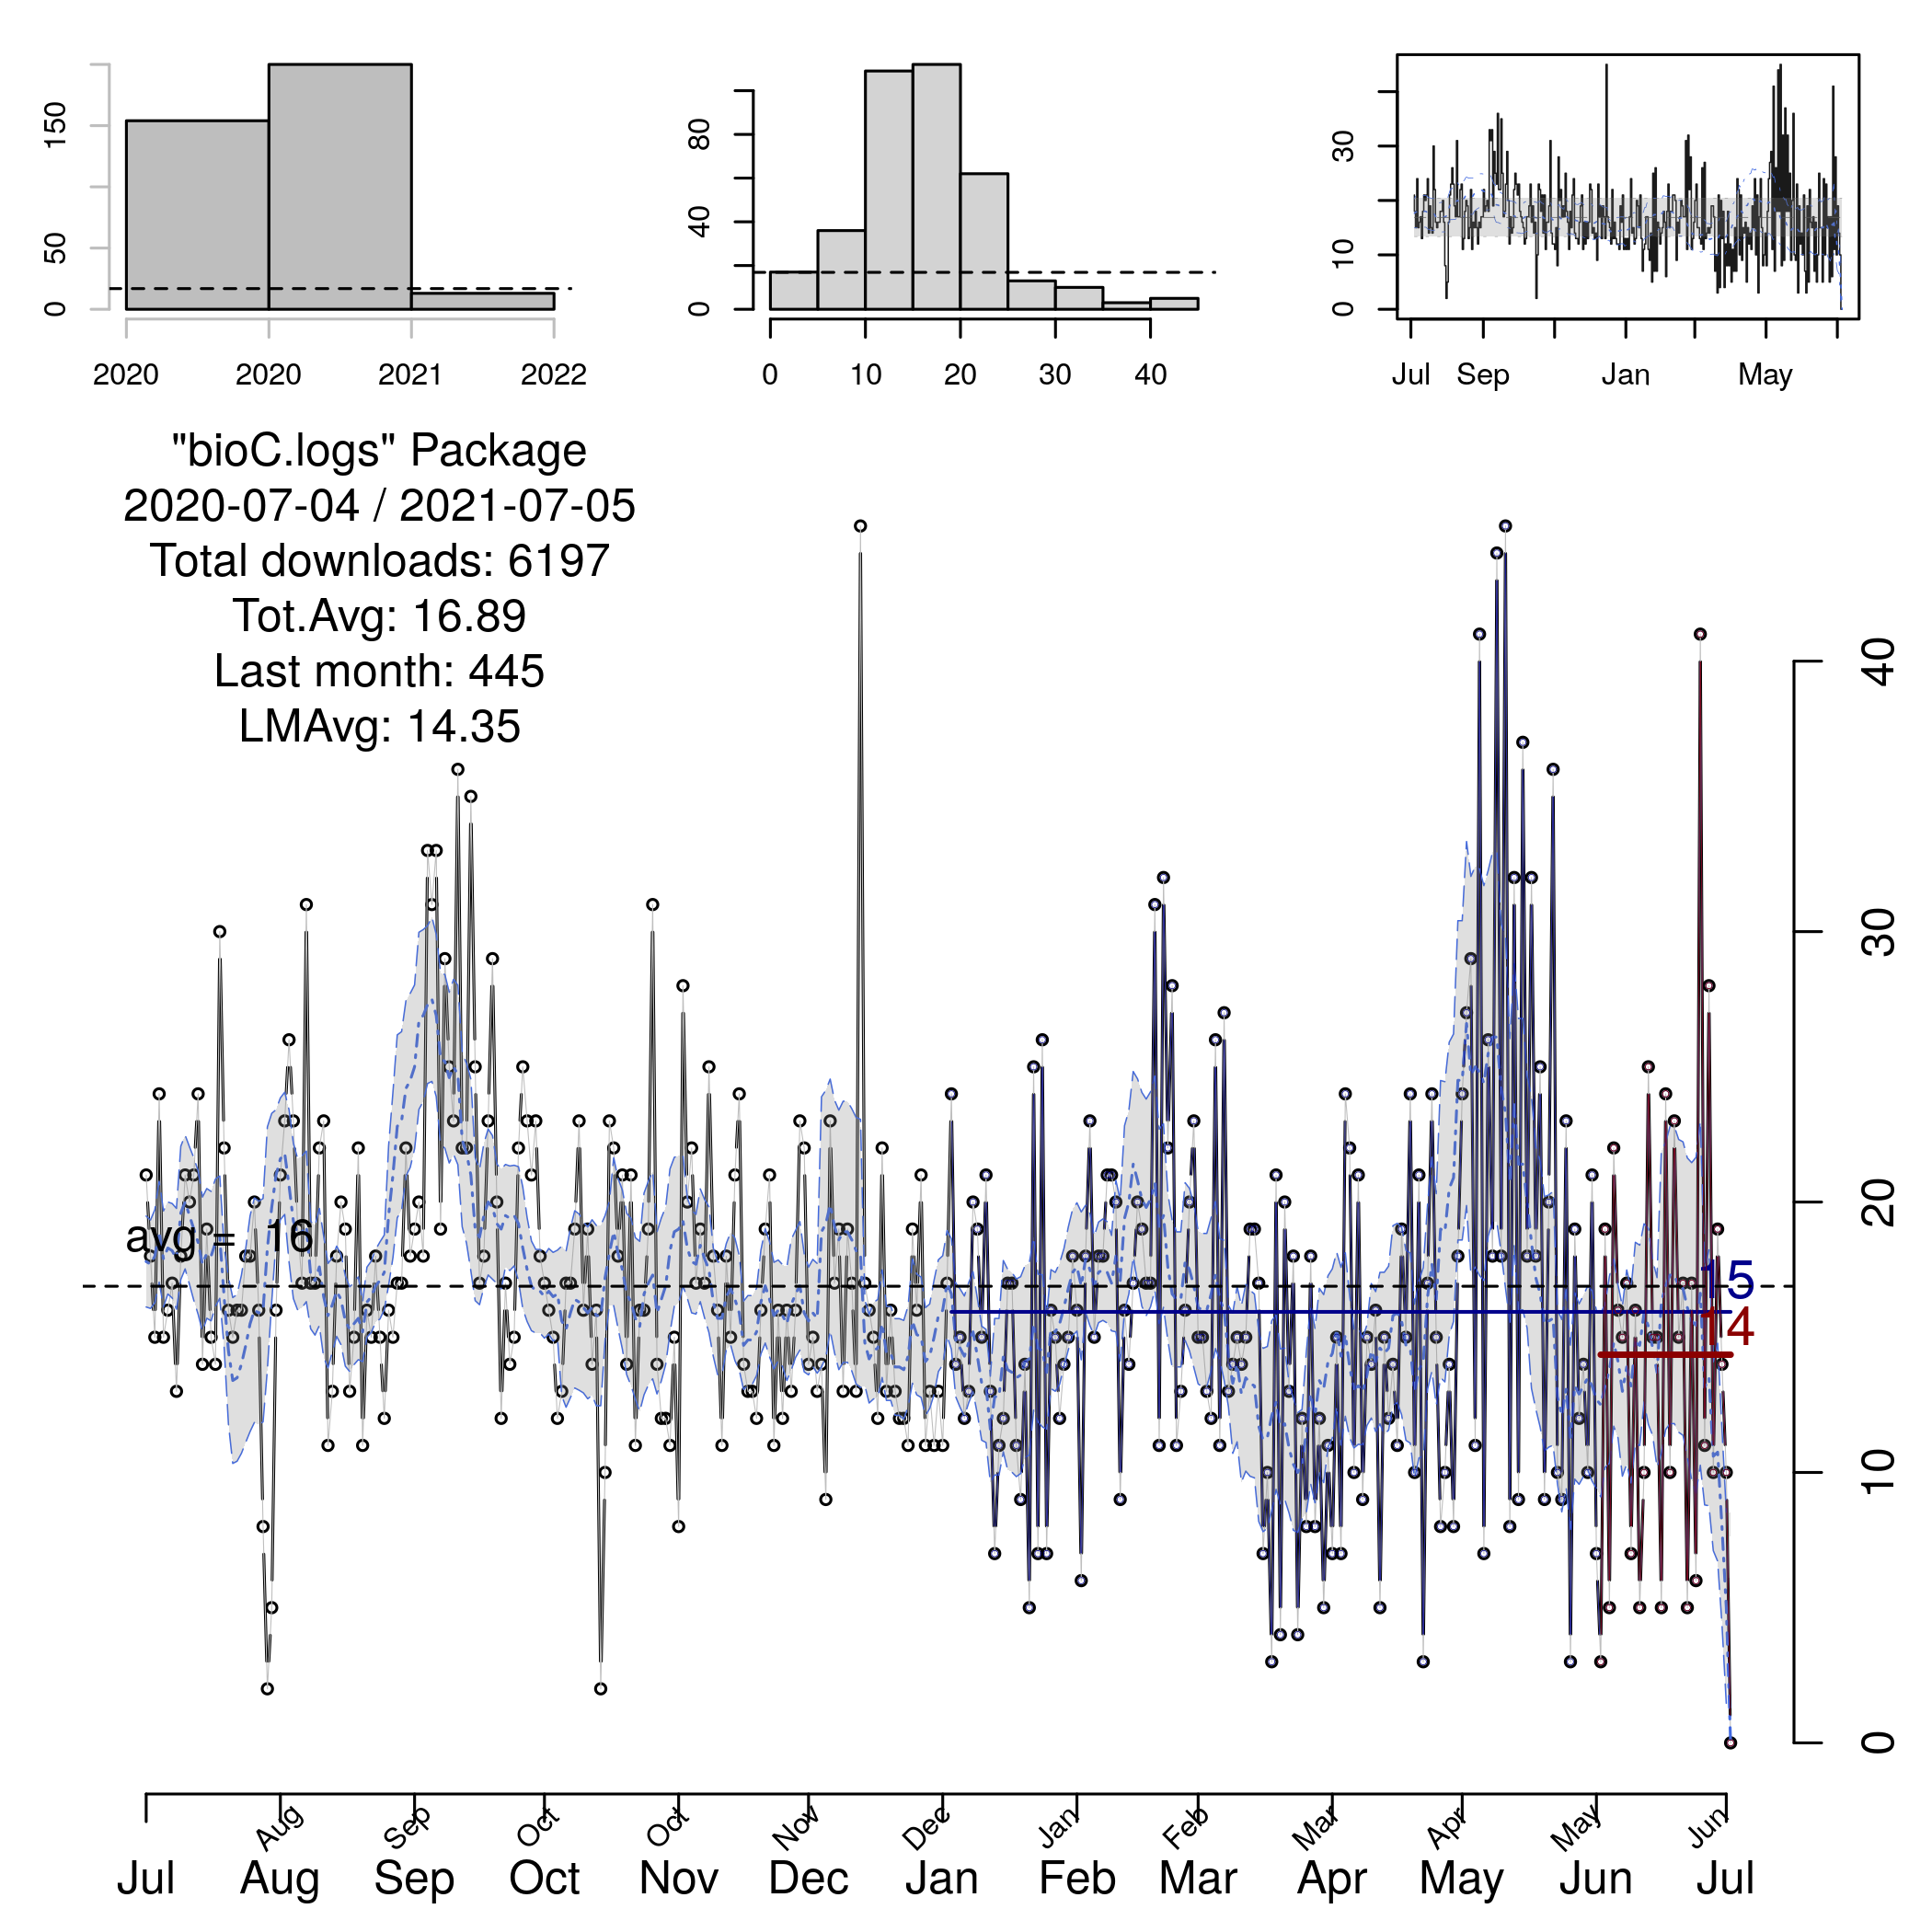 150
50
0
2020 2020 2021 2022
80
40
0
0 10 20 30 40
30
10
0
Jul Sep Jan May
"bioC.logs" Package
2020-07-04 / 2021-07-05
Total downloads: 6197
Tot.Avg: 16.89
Last month: 445
LMAvg: 14.35
avg = 16
15
14
40
30
20
10
0
Aug Sep Oct Oct Nov Dec Jan Feb Mar Apr May Jun
Jul Aug Sep Oct Nov Dec Jan Feb Mar Apr May Jun Jul